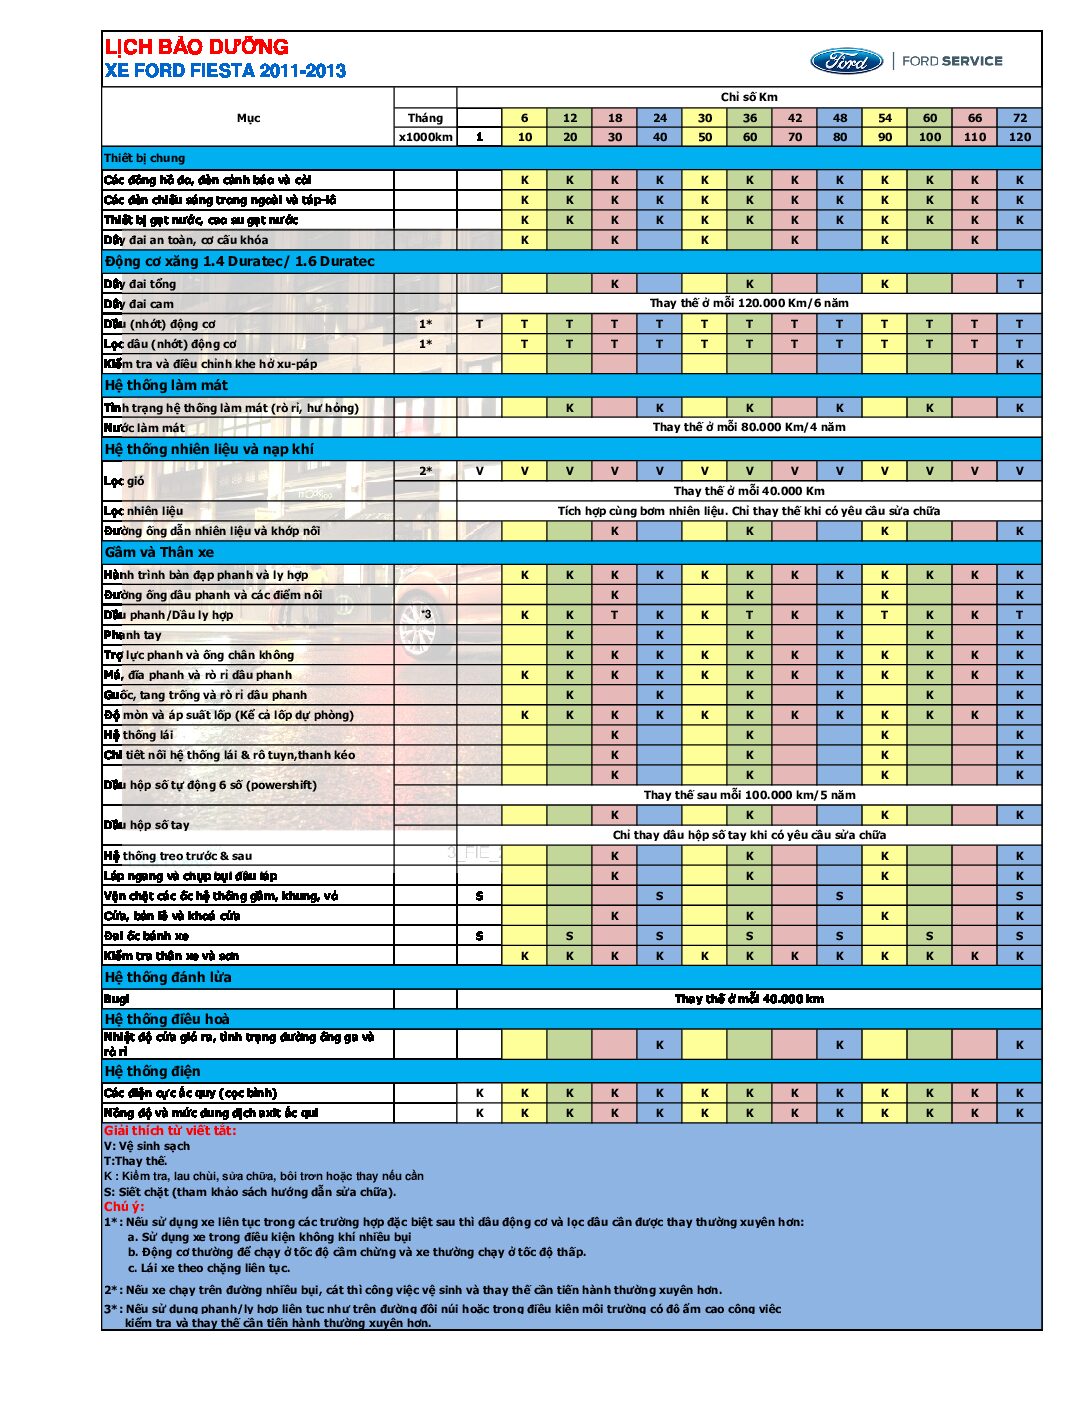 LỊCH BẢO DƯỠNG
XE FORD FIESTA 2011-2013
Ford FORD SERVICE
Chỉ số Km
Mục Tháng 6 12 18 24 30 36 42 48 54 60 66 72
x1000km 1 10 20 30 40 50 60 70 80 90 100 110 120
Thiết bị chung
Các đồng hồ đo, đèn cảnh báo và còi K K K K K K K K K K K K
Các đèn chiếu sáng trong ngoài và táp-lô K K K K K K K K K K K K
Thiết bị gạt nước, cao su gạt nước K K K K K K K K K K K K
Dây đai an toàn, cơ cấu khóa K K K K K K
Động cơ xăng 1.4 Duratec/ 1.6 Duratec
Dây đai tổng K K K T
Dây đai cam Thay thế ở mỗi 120.000 Km/6 năm
Dầu (nhớt) động cơ 1* T T T T T T T T T T T T T
Lọc dầu (nhớt) động cơ 1* T T T T T T T T T T T T
Kiểm tra và điều chỉnh khe hở xu-páp K
Hệ thống làm mát
Tình trạng hệ thống làm mát (rò rỉ, hư hỏng) K K K K K K
Nước làm mát Thay thế ở mỗi 80.000 Km/4 năm
Hệ thống nhiên liệu và nạp khí
Lọc gió 2* V V V V V V V V V V V V V
Thay thế ở mỗi 40.000 Km
Lọc nhiên liệu Tích hợp cùng bơm nhiên liệu. Chỉ thay thế khi có yêu cầu sửa chữa
Đường ống dẫn nhiên liệu và khớp nối K K K K
Gầm và Thân xe
Hành trình bàn đạp phanh và ly hợp K K K K K K K K K K K K
Đường ống dầu phanh và các điểm nối K K K K
Dầu phanh/Dầu ly hợp *3 K K T K K T K K T K K T
Phanh tay K K K K K K
Trợ lực phanh và ống chân không K K K K K K K K K K K
Má, đĩa phanh và rò rỉ dầu phanh K K K K K K K K K K K K
Guốc, tang trống và rò rỉ dầu phanh K K K K K K
Độ mòn và áp suất lốp (Kể cả lốp dự phòng) K K K K K K K K K K K K
Hệ thống lái K K K K
Chi tiết nối hệ thống lái & rô tuyn,thanh kéo K K K K
Dầu hộp số tự động 6 số (powershift) K K K K
Thay thế sau mỗi 100.000 km/5 năm
Dầu hộp số tay K K K K
Chỉ thay dầu hộp số tay khi có yêu cầu sửa chữa
Hệ thống treo trước & sau K K K K
Láp ngang và chụp bụi đầu láp K K K K
Vặn chặt các ốc hệ thống gầm, khung, vỏ S S S S
Cửa, bản lề và khoá cửa K K K K
Đai ốc bánh xe S S S S S S S
Kiểm tra thân xe và sơn K K K K K K K K K K K K
Hệ thống đánh lửa
Bugi Thay thế ở mỗi 40.000 km
Hệ thống điều hoà
Nhiệt độ cửa gió ra, tình trạng đường ống ga và
rò rỉ K K K
Hệ thống điện
Các điện cực ắc quy (cọc bình) K K K K K K K K K K K K K
Nồng độ và mức dung dịch axít ắc qui K K K K K K K K K K K K K
Giải thích từ viết tắt:
V: Vệ sinh sạch
T:Thay thế.
K : Kiểm tra, lau chùi, sửa chữa, bôi trơn hoặc thay nếu cần
S: Siết chặt (tham khảo sách hướng dẫn sửa chữa).
Chú ý:
1*: Nếu sử dụng xe liên tục trong các trường hợp đặc biệt sau thì dầu động cơ và lọc dầu cần được thay thường xuyên hơn:
a. Sử dụng xe trong điều kiện không khí nhiều bụi
b. Động cơ thường để chạy ở tốc độ cầm chừng và xe thường chạy ở tốc độ thấp.
c. Lái xe theo chặng liên tục.
2*: Nếu xe chạy trên đường nhiều bụi, cát thì công việc vệ sinh và thay thế cần tiến hành thường xuyên hơn.
3*: Nếu sử dụng phanh/ly hợp liên tục như trên đường đồi núi hoặc trong điều kiện môi trường có độ ẩm cao công việc
kiểm tra và thay thế cần tiến hành thường xuyên hơn.